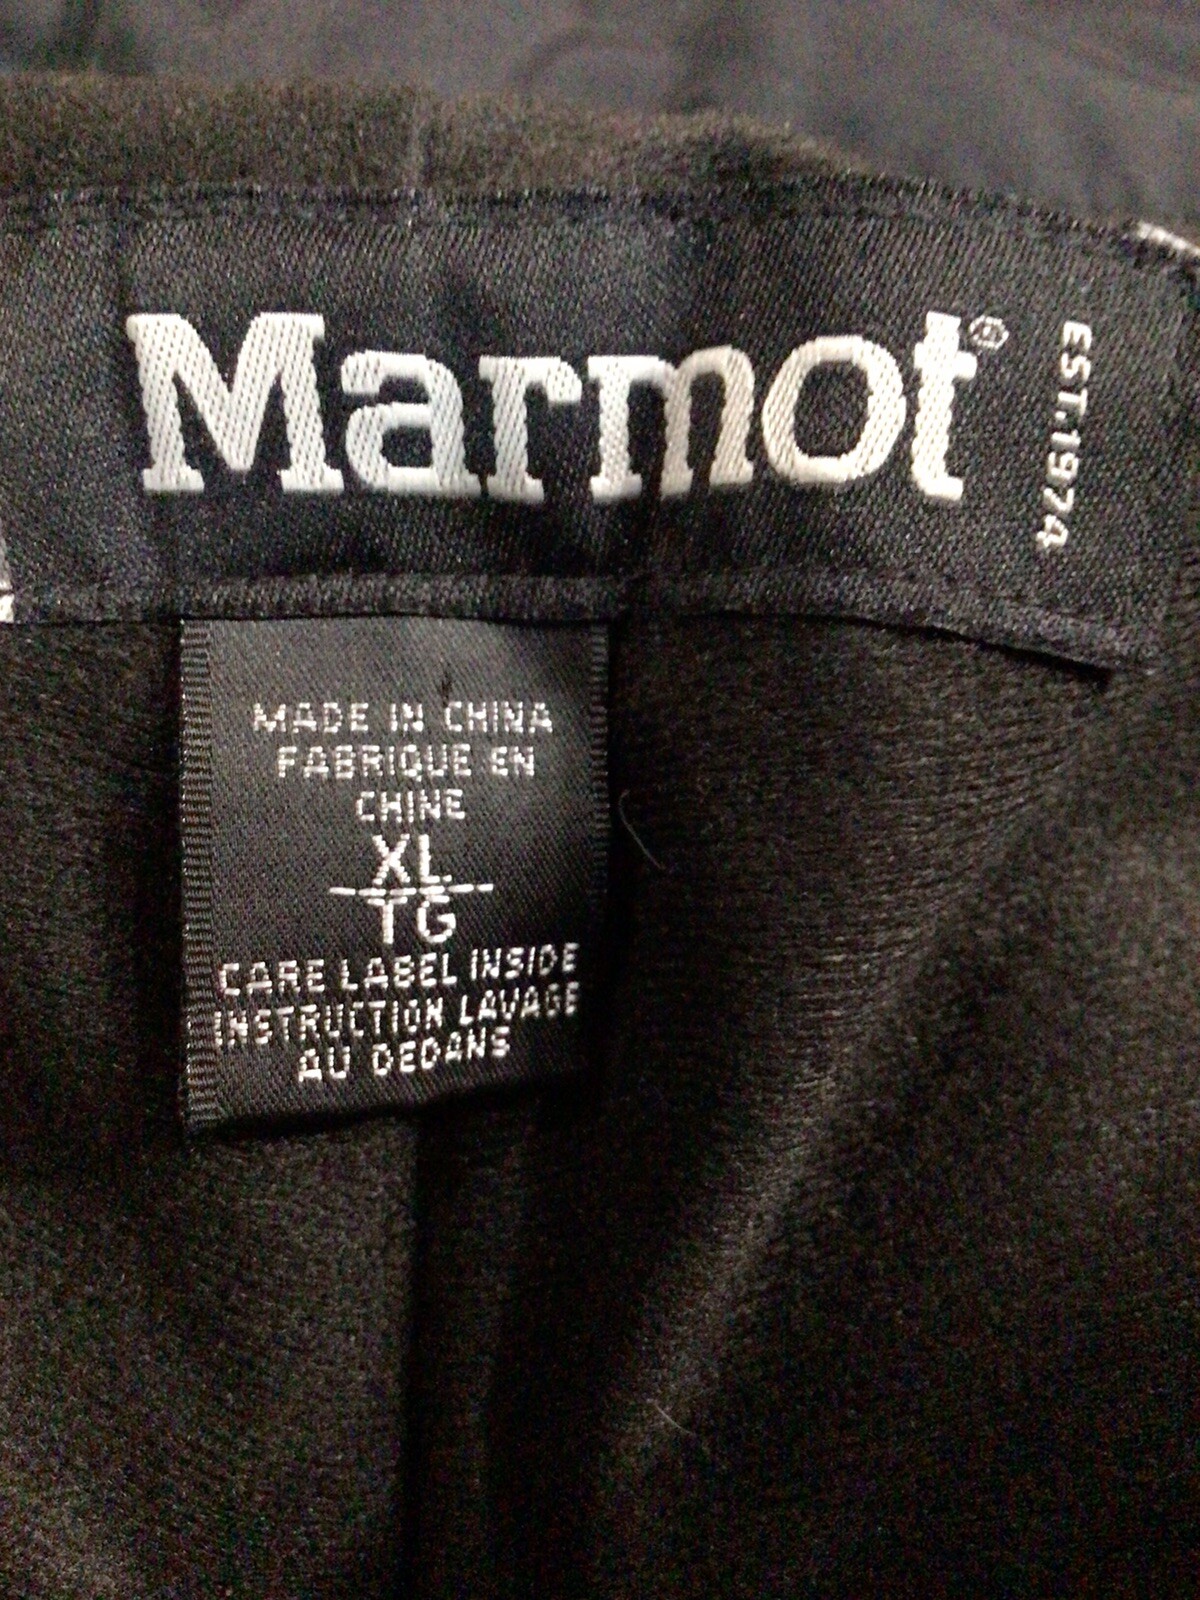 Marmot®
EST.1974
MADE IN CHINA
FABRIQUE EN
CHINE
XL
TG
CARE LABEL INSIDE
INSTRUCTION LAVAGE
AU DEDANS